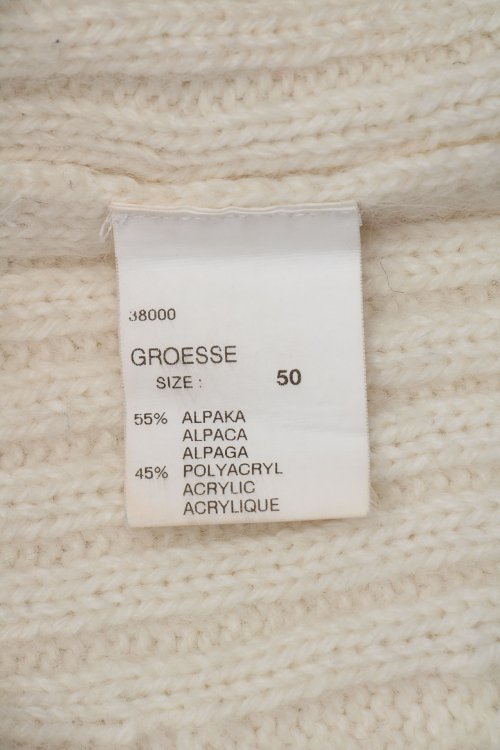 38000
GROESSE
SIZE : 50
55% ALPAKA
ALPACA
ALPAGA
45% POLYACRYL
ACRYLIC
ACRYLIQUE